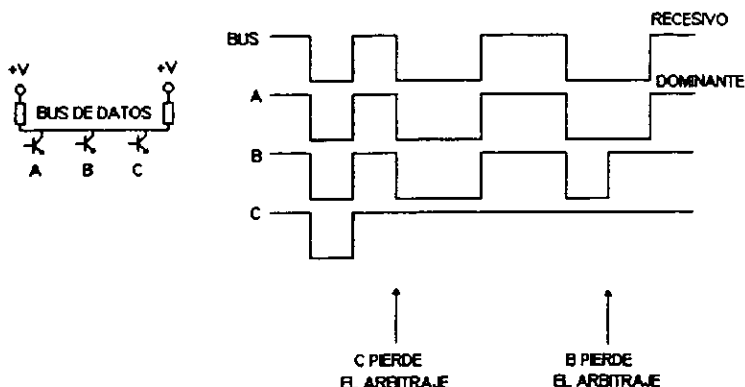 +V
+V
BUS DE DATOS
A
B
C
BUS
RECESIVO
DOMINANTE
A
B
C
C PIERDE
EL ARBITRAJE
B PIERDE
EL ARBITRAJE